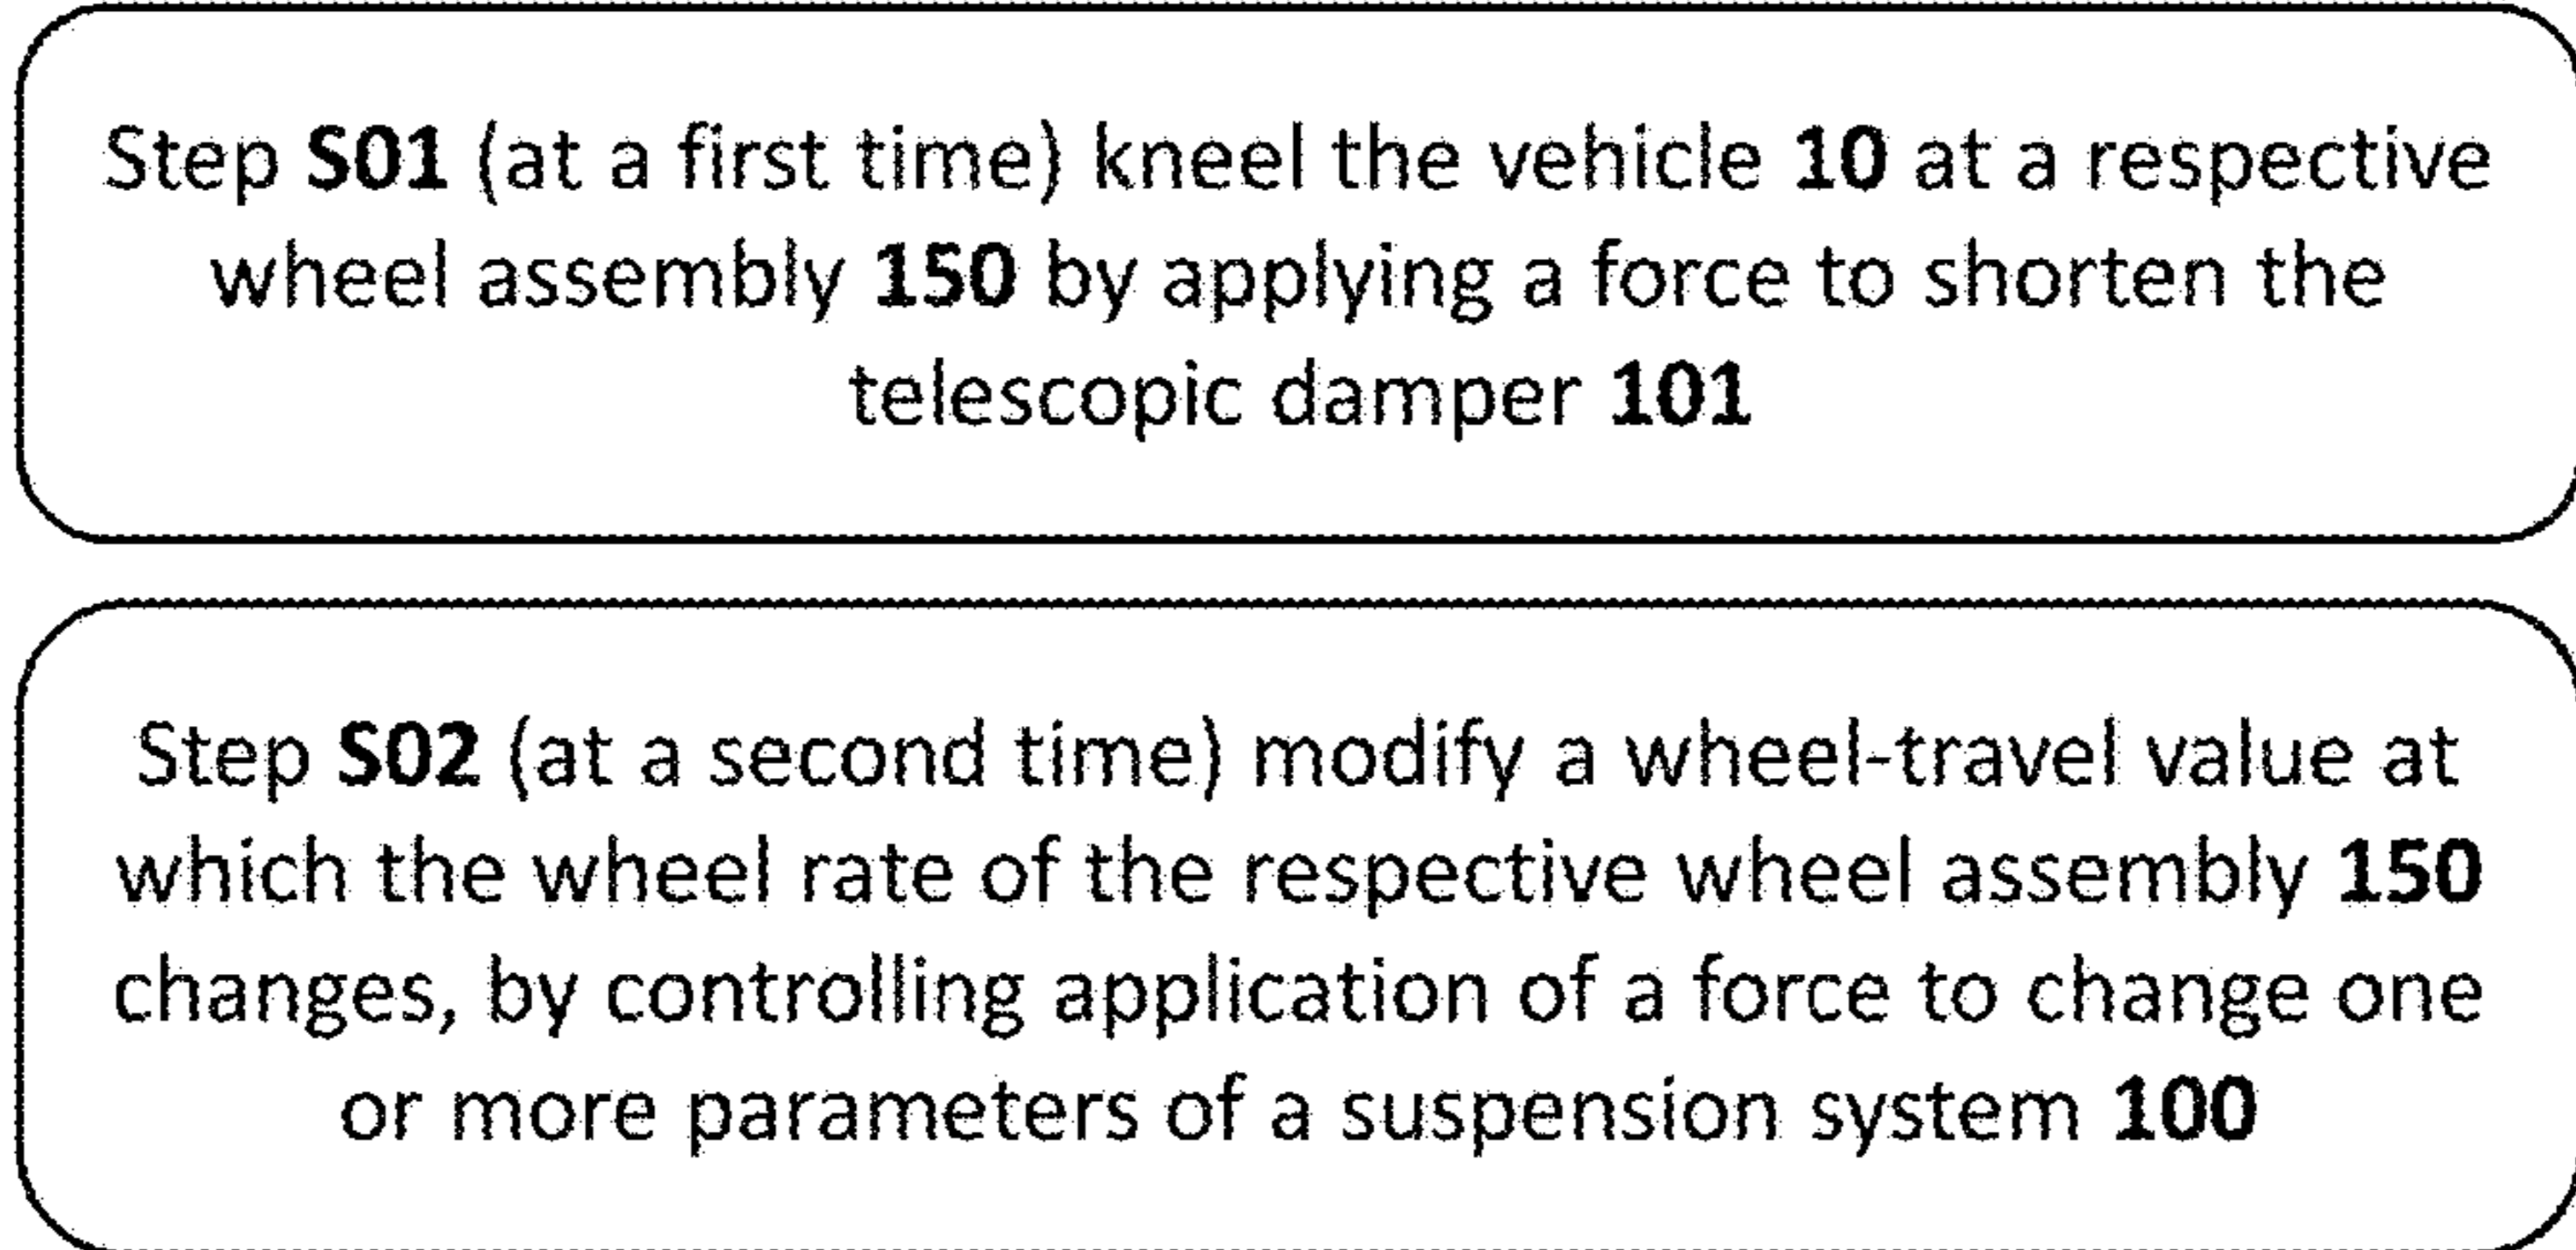 Step S01 (at a first time) kneel the vehicle 10 at a respective
wheel assembly 150 by applying a force to shorten the
telescopic damper 101
Step S02 (at a second time) modify a wheel-travel value at
which the wheel rate of the respective wheel assembly 150
changes, by controlling application of a force to change one
or more parameters of a suspension system 100